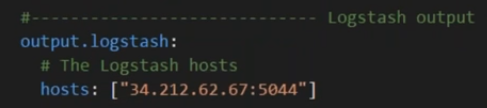 #----------------------------- Logstash output
output.logstash:
  # The Logstash hosts
  hosts: ["34.212.62.67:5044"]